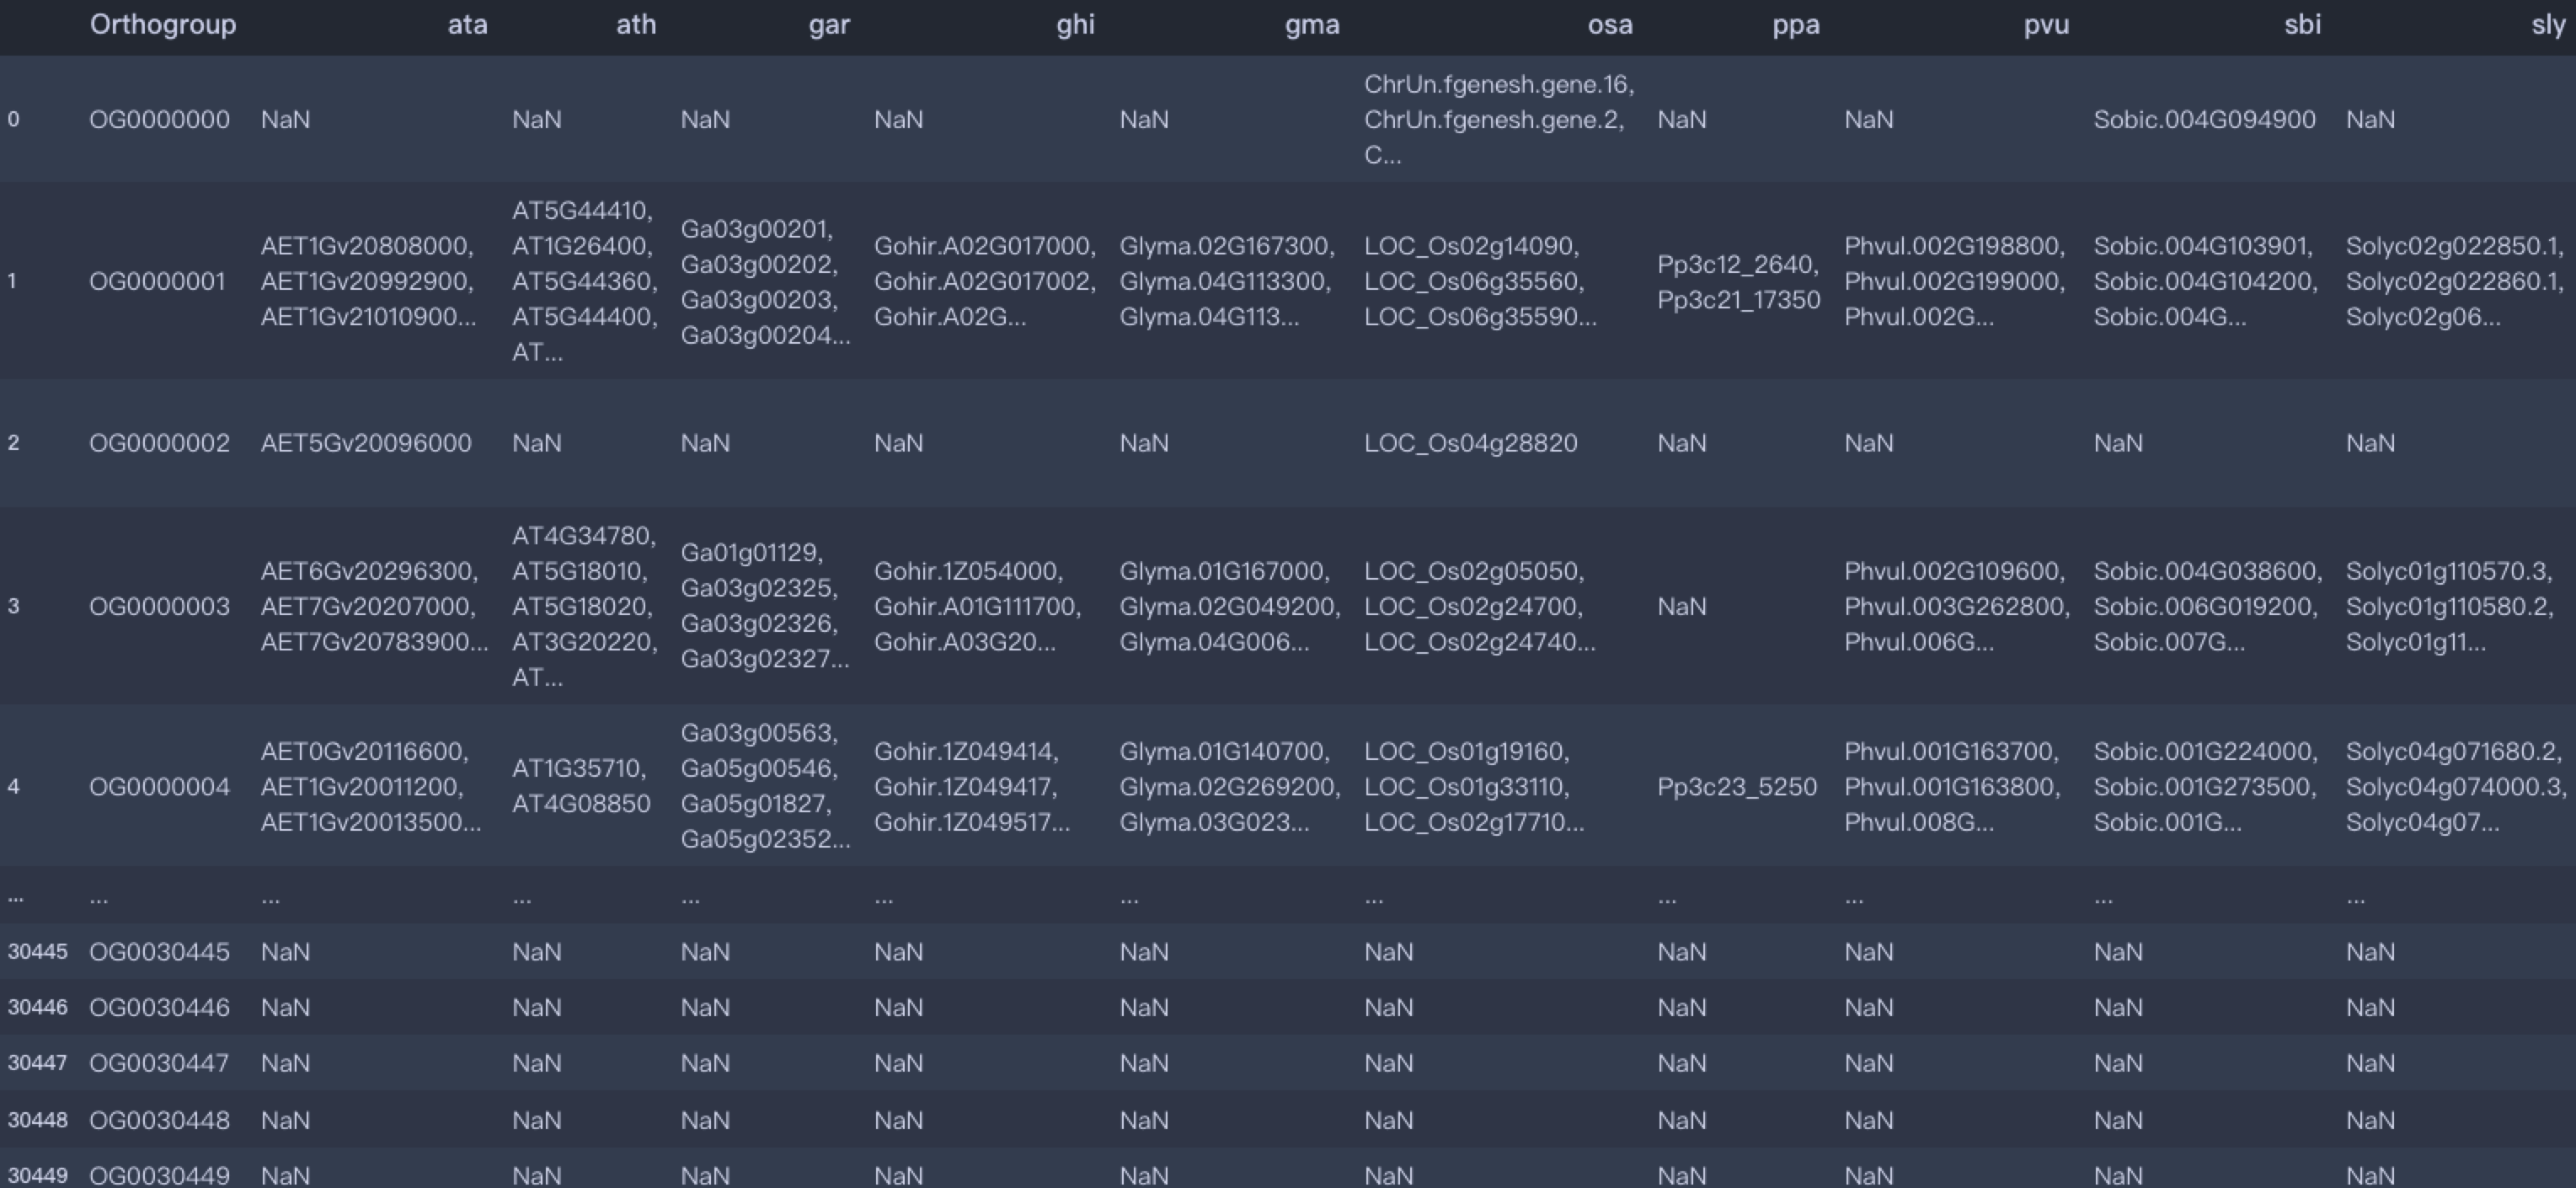 Orthogroup ata ath gar ghi gma osa ppa pvu sbi sly
0 OG0000000 NaN NaN NaN NaN NaN ChrUn.fgenesh.gene.16, ChrUn.fgenesh.gene.2, C... NaN NaN Sobic.004G094900 NaN
1 OG0000001 AET1Gv20808000, AET1Gv20992900, AET1Gv21010900... AT5G44410, AT1G26400, AT5G44360, AT5G44400, AT... Ga03g00201, Ga03g00202, Ga03g00203, Ga03g00204... Gohir.A02G017000, Gohir.A02G017002, Gohir.A02G... Glyma.02G167300, Glyma.04G113300, Glyma.04G113... LOC_Os02g14090, LOC_Os06g35560, LOC_Os06g35590... Pp3c12_2640, Pp3c21_17350 Phvul.002G198800, Phvul.002G199000, Phvul.002G... Sobic.004G103901, Sobic.004G104200, Sobic.004G... Solyc02g022850.1, Solyc02g022860.1, Solyc02g06...
2 OG0000002 AET5Gv20096000 NaN NaN NaN NaN LOC_Os04g28820 NaN NaN NaN NaN
3 OG0000003 AET6Gv20296300, AET7Gv20207000, AET7Gv20783900... AT4G34780, AT5G18010, AT5G18020, AT3G20220, AT... Ga01g01129, Ga03g02325, Ga03g02326, Ga03g02327... Gohir.1Z054000, Gohir.A01G111700, Gohir.A03G20... Glyma.01G167000, Glyma.02G049200, Glyma.04G006... LOC_Os02g05050, LOC_Os02g24700, LOC_Os02g24740... NaN Phvul.002G109600, Phvul.003G262800, Phvul.006G... Sobic.004G038600, Sobic.006G019200, Sobic.007G... Solyc01g110570.3, Solyc01g110580.2, Solyc01g11...
4 OG0000004 AET0Gv20116600, AET1Gv20011200, AET1Gv20013500... AT1G35710, AT4G08850 Ga03g00563, Ga05g00546, Ga05g01827, Ga05g02352... Gohir.1Z049414, Gohir.1Z049417, Gohir.1Z049517... Glyma.01G140700, Glyma.02G269200, Glyma.03G023... LOC_Os01g19160, LOC_Os01g33110, LOC_Os02g17710... Pp3c23_5250 Phvul.001G163700, Phvul.001G163800, Phvul.008G... Sobic.001G224000, Sobic.001G273500, Sobic.001G... Solyc04g071680.2, Solyc04g074000.3, Solyc04g07...
... ... ... ... ... ... ... ... ... ... ... ...
30445 OG0030445 NaN NaN NaN NaN NaN NaN NaN NaN NaN NaN
30446 OG0030446 NaN NaN NaN NaN NaN NaN NaN NaN NaN NaN
30447 OG0030447 NaN NaN NaN NaN NaN NaN NaN NaN NaN NaN
30448 OG0030448 NaN NaN NaN NaN NaN NaN NaN NaN NaN NaN
30449 OG0030449 NaN NaN NaN NaN NaN NaN NaN NaN NaN NaN